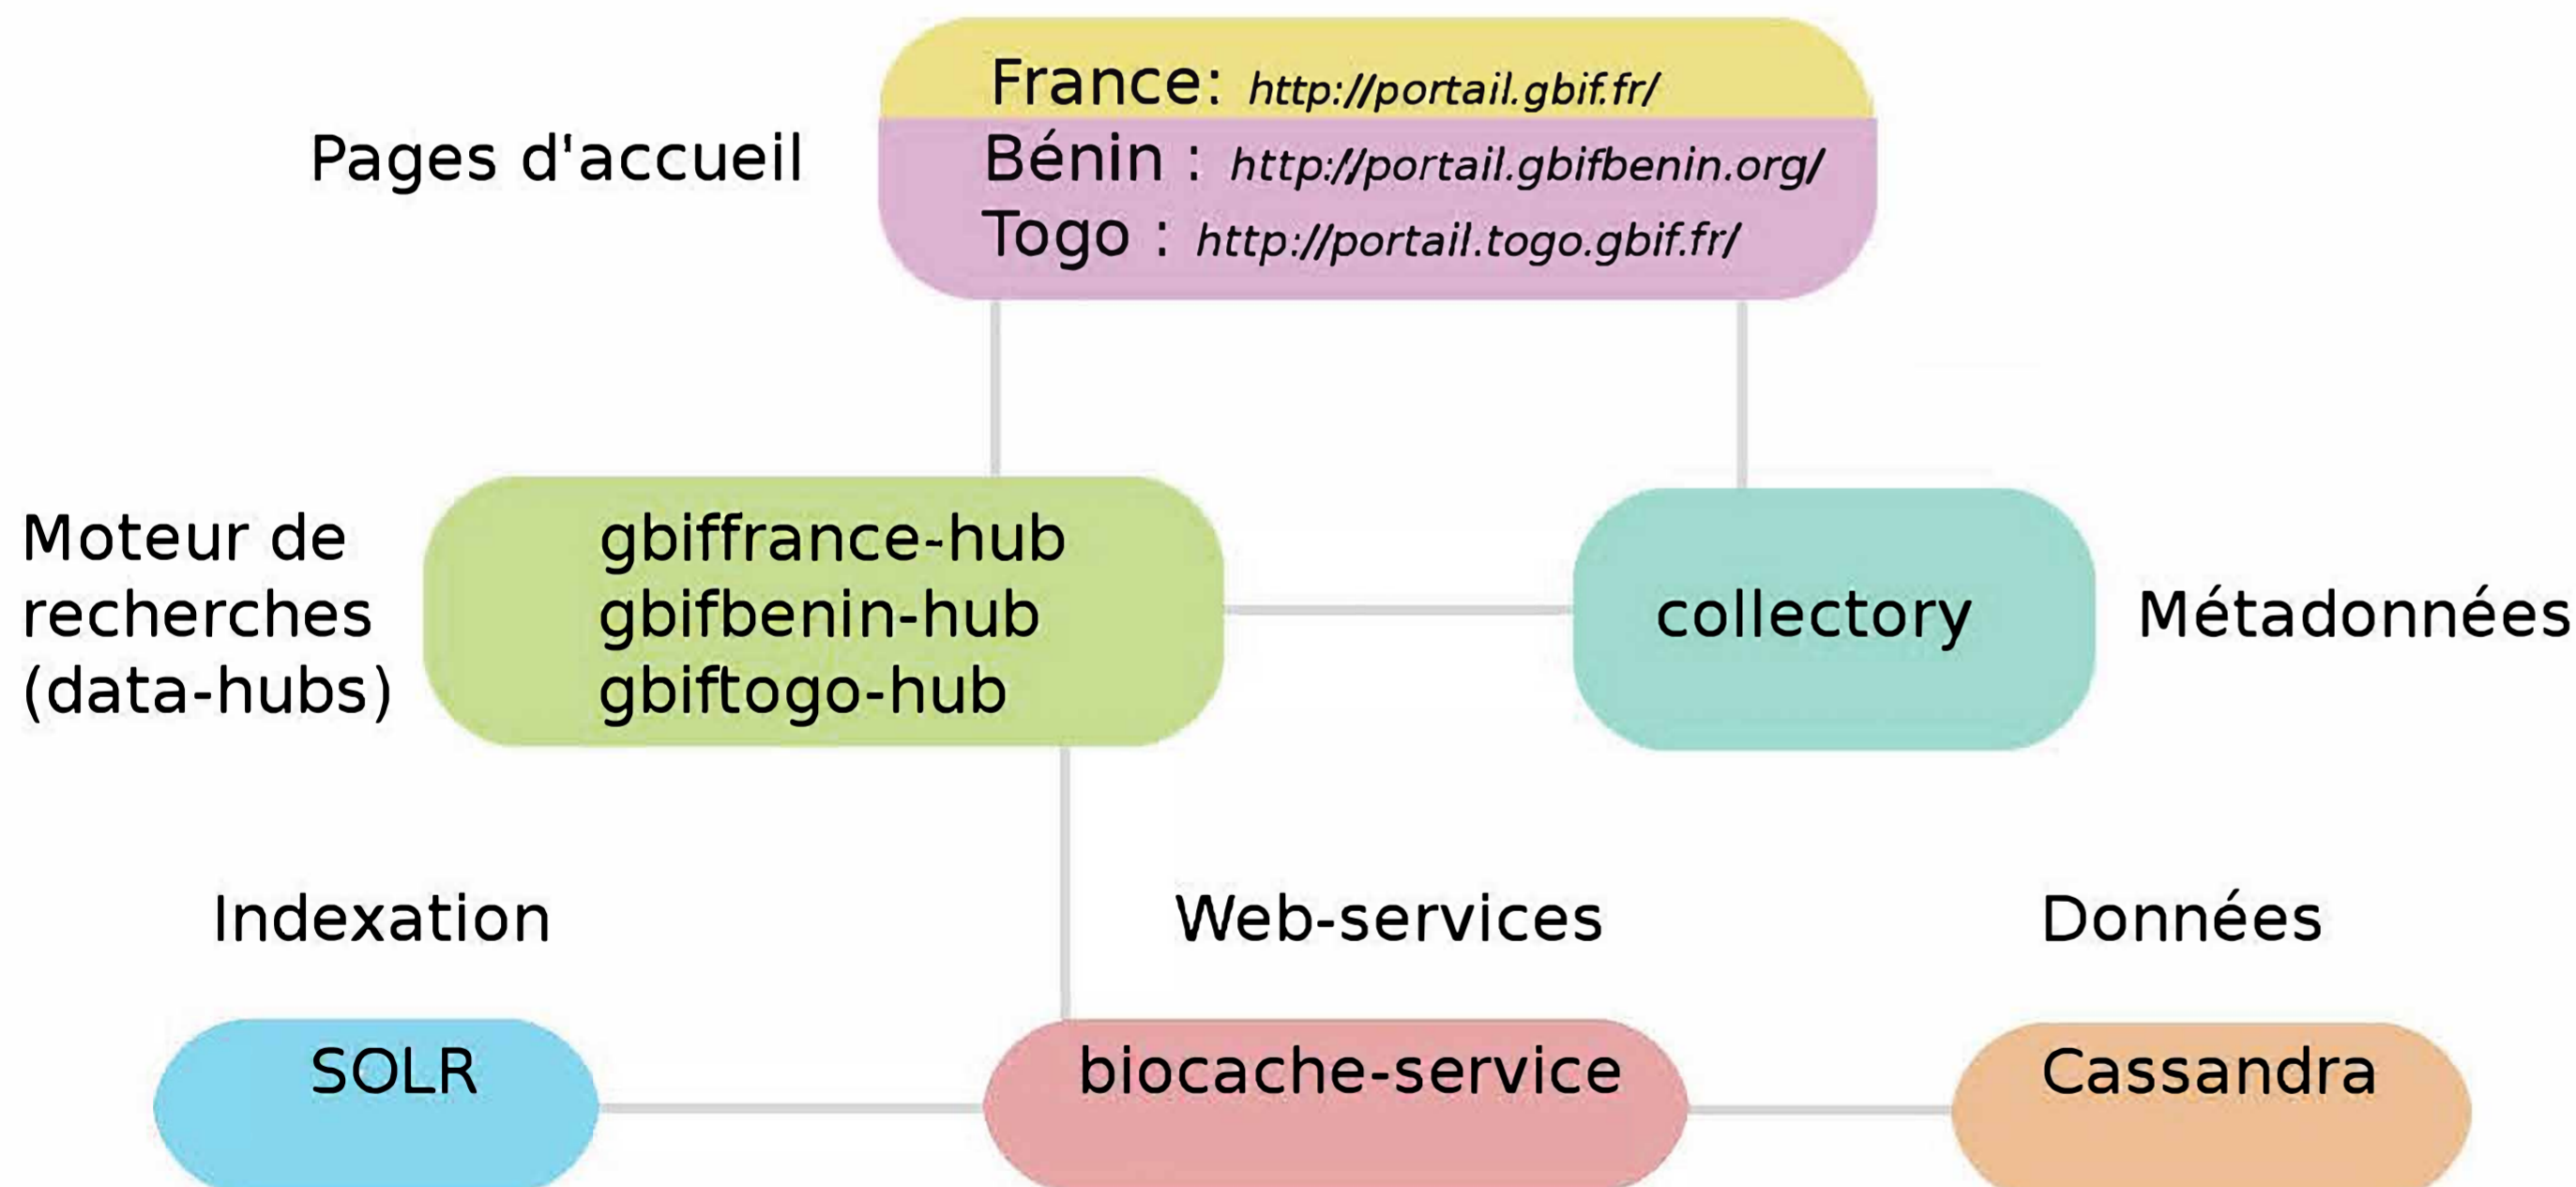 France: http://portail.gbif.fr/
Pages d'accueil
Bénin : http://portail.gbifbenin.org/
Togo : http://portail.togo.gbif.fr/
Moteur de
recherches
(data-hubs)
gbiffrance-hub
gbifbenin-hub
gbiftogo-hub
collectory
Métadonnées
Indexation
Web-services
Données
SOLR
biocache-service
Cassandra